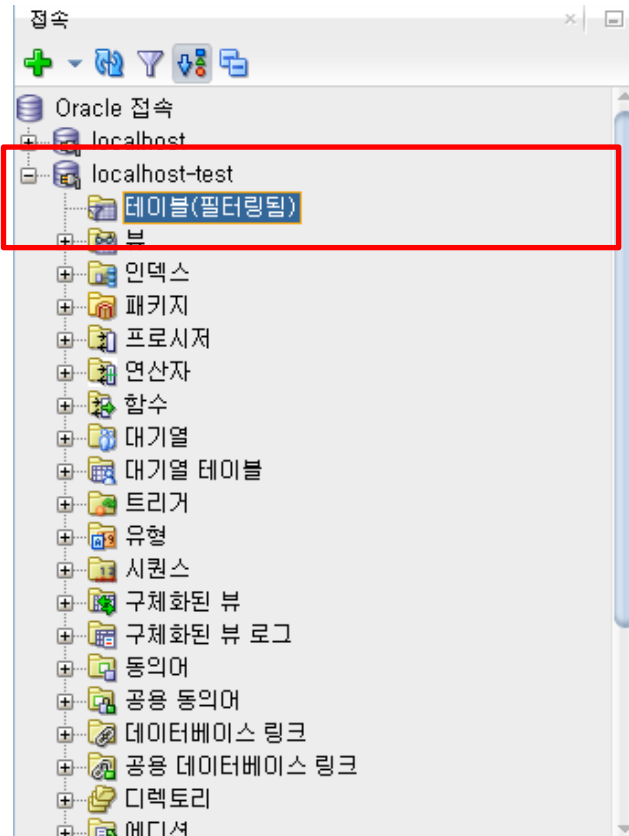 접속
Oracle 접속
localhost
localhost-test
테이블(필터링됨)
뷰
인덱스
패키지
프로시저
연산자
함수
대기열
대기열 테이블
트리거
유형
시퀀스
구체화된 뷰
구체화된 뷰 로그
동의어
공용 동의어
데이터베이스 링크
공용 데이터베이스 링크
디렉토리
에디션